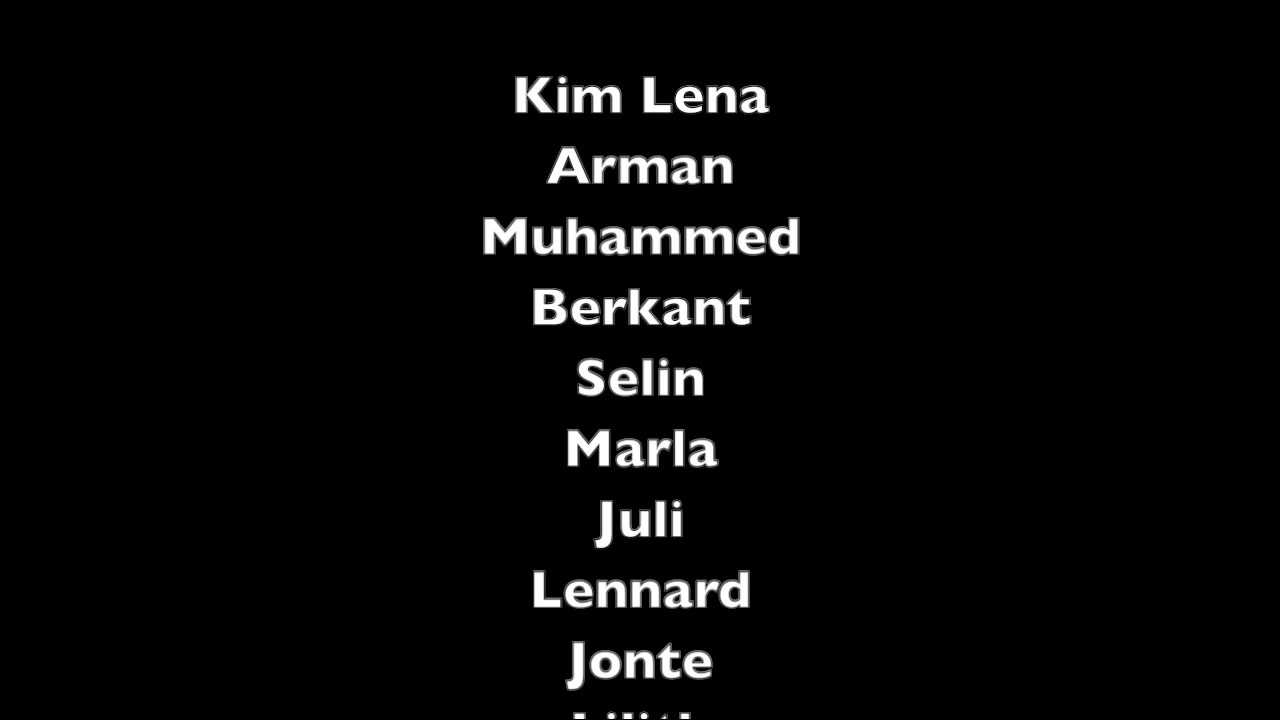 Kim Lena
Arman
Muhammed
Berkant
Selin
Marla
Juli
Lennard
Jonte